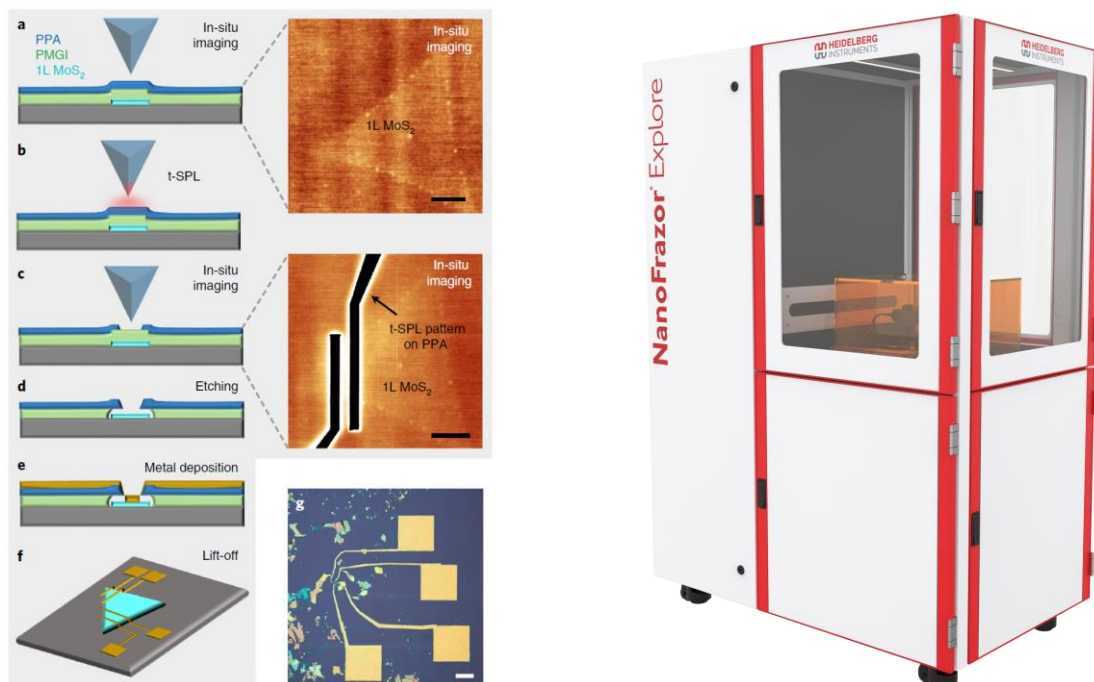 a
In-situ
imaging
PPA
PMGI
1L MoS₂
In-situ
imaging
1L MoS₂
b
t-SPL
c
In-situ
imaging
In-situ
imaging
t-SPL pattern
on PPA
1L MoS₂
d
Etching
e
Metal deposition
f
Lift-off
g
HEIDELBERG
INSTRUMENTS
HEIDELBERG
INSTRUMENTS
NanoFrazor® Explore